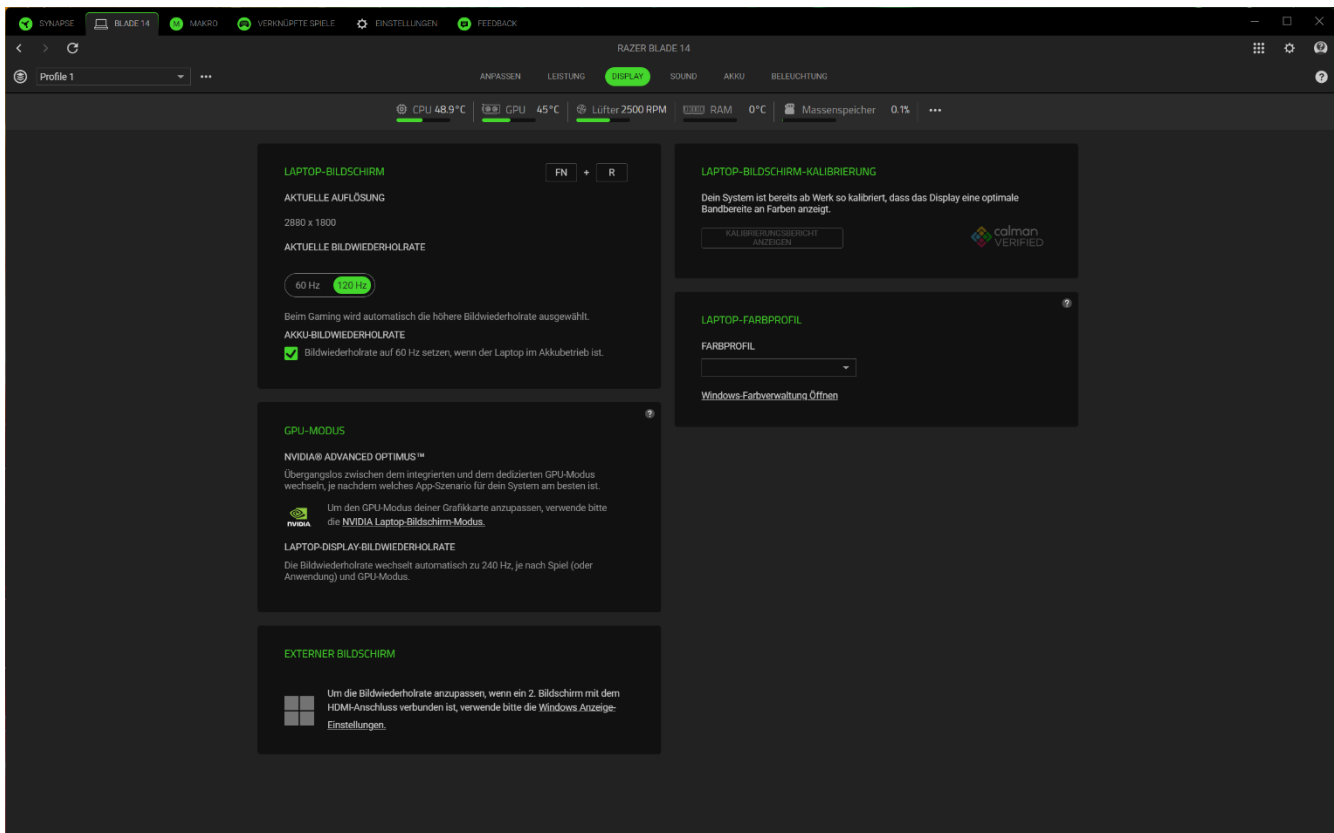 SYNAPSE BLADE 14 M MAKRO VERKNÜPFTE SPIELE EINSTELLUNGEN FEEDBACK
RAZER BLADE 14
Profile 1 ANPASSEN LEISTUNG DISPLAY SOUND AKKU BELEUCHTUNG ?
CPU 48.9°C GPU 45°C Lüfter 2500 RPM RAM 0°C Massenspeicher 0.1%
LAPTOP-BILDSCHIRM FN + R
AKTUELLE AUFLÖSUNG
2880 x 1800
AKTUELLE BILDWIEDERHOLRATE
60 Hz 120 Hz
Beim Gaming wird automatisch die höhere Bildwiederholrate ausgewählt.
AKKU-BILDWIEDERHOLRATE
Bildwiederholrate auf 60 Hz setzen, wenn der Laptop im Akkubetrieb ist.
?
GPU-MODUS
NVIDIA® ADVANCED OPTIMUS™
Übergangslos zwischen dem integrierten und dem dedizierten GPU-Modus
wechseln, je nachdem welches App-Szenario für dein System am besten ist.
Um den GPU-Modus deiner Grafikkarte anzupassen, verwende bitte
die NVIDIA Laptop-Bildschirm-Modus.
NVIDIA
LAPTOP-DISPLAY-BILDWIEDERHOLRATE
Die Bildwiederholrate wechselt automatisch zu 240 Hz, je nach Spiel (oder
Anwendung) und GPU-Modus.
EXTERNER BILDSCHIRM
Um die Bildwiederholrate anzupassen, wenn ein 2. Bildschirm mit dem
HDMI-Anschluss verbunden ist, verwende bitte die Windows Anzeige-
Einstellungen.
LAPTOP-BILDSCHIRM-KALIBRIERUNG
Dein System ist bereits ab Werk so kalibriert, dass das Display eine optimale
Bandbereite an Farben anzeigt.
KALIBRIERUNGSBERICHT
ANZEIGEN
calman
VERIFIED
?
LAPTOP-FARBPROFIL
FARBPROFIL
Windows-Farbverwaltung Öffnen